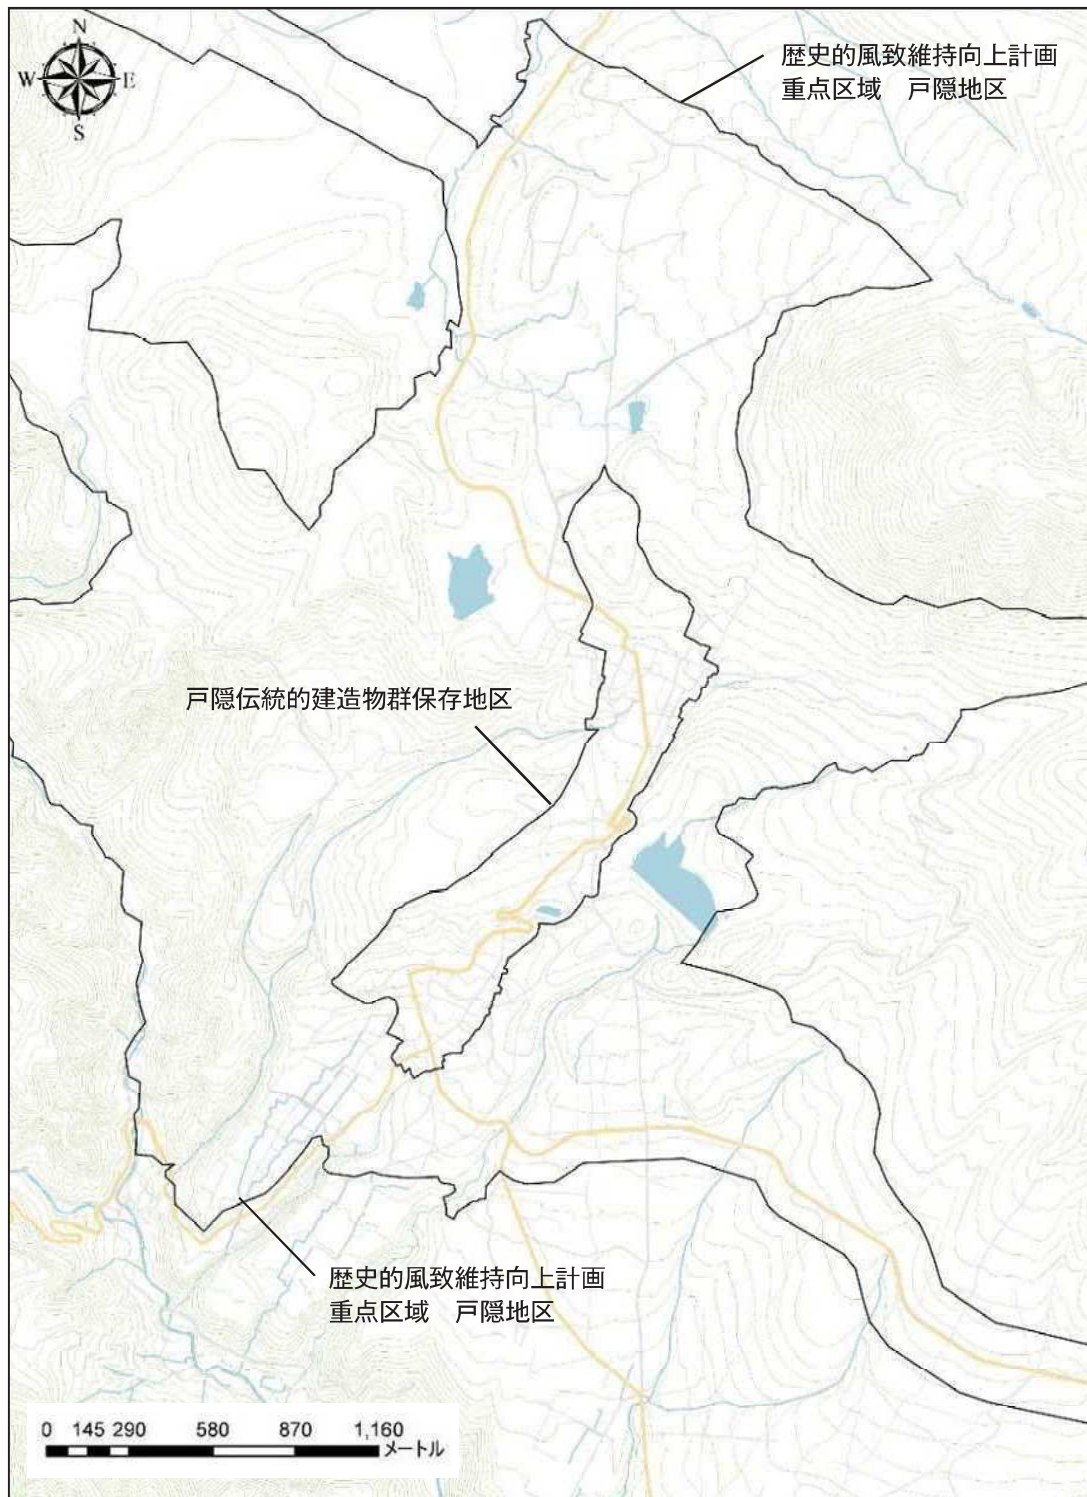 N
W E
S
歴史的風致維持向上計画
重点区域　戸隠地区
戸隠伝統的建造物群保存地区
歴史的風致維持向上計画
重点区域　戸隠地区
0 145 290 580 870 1,160
メートル